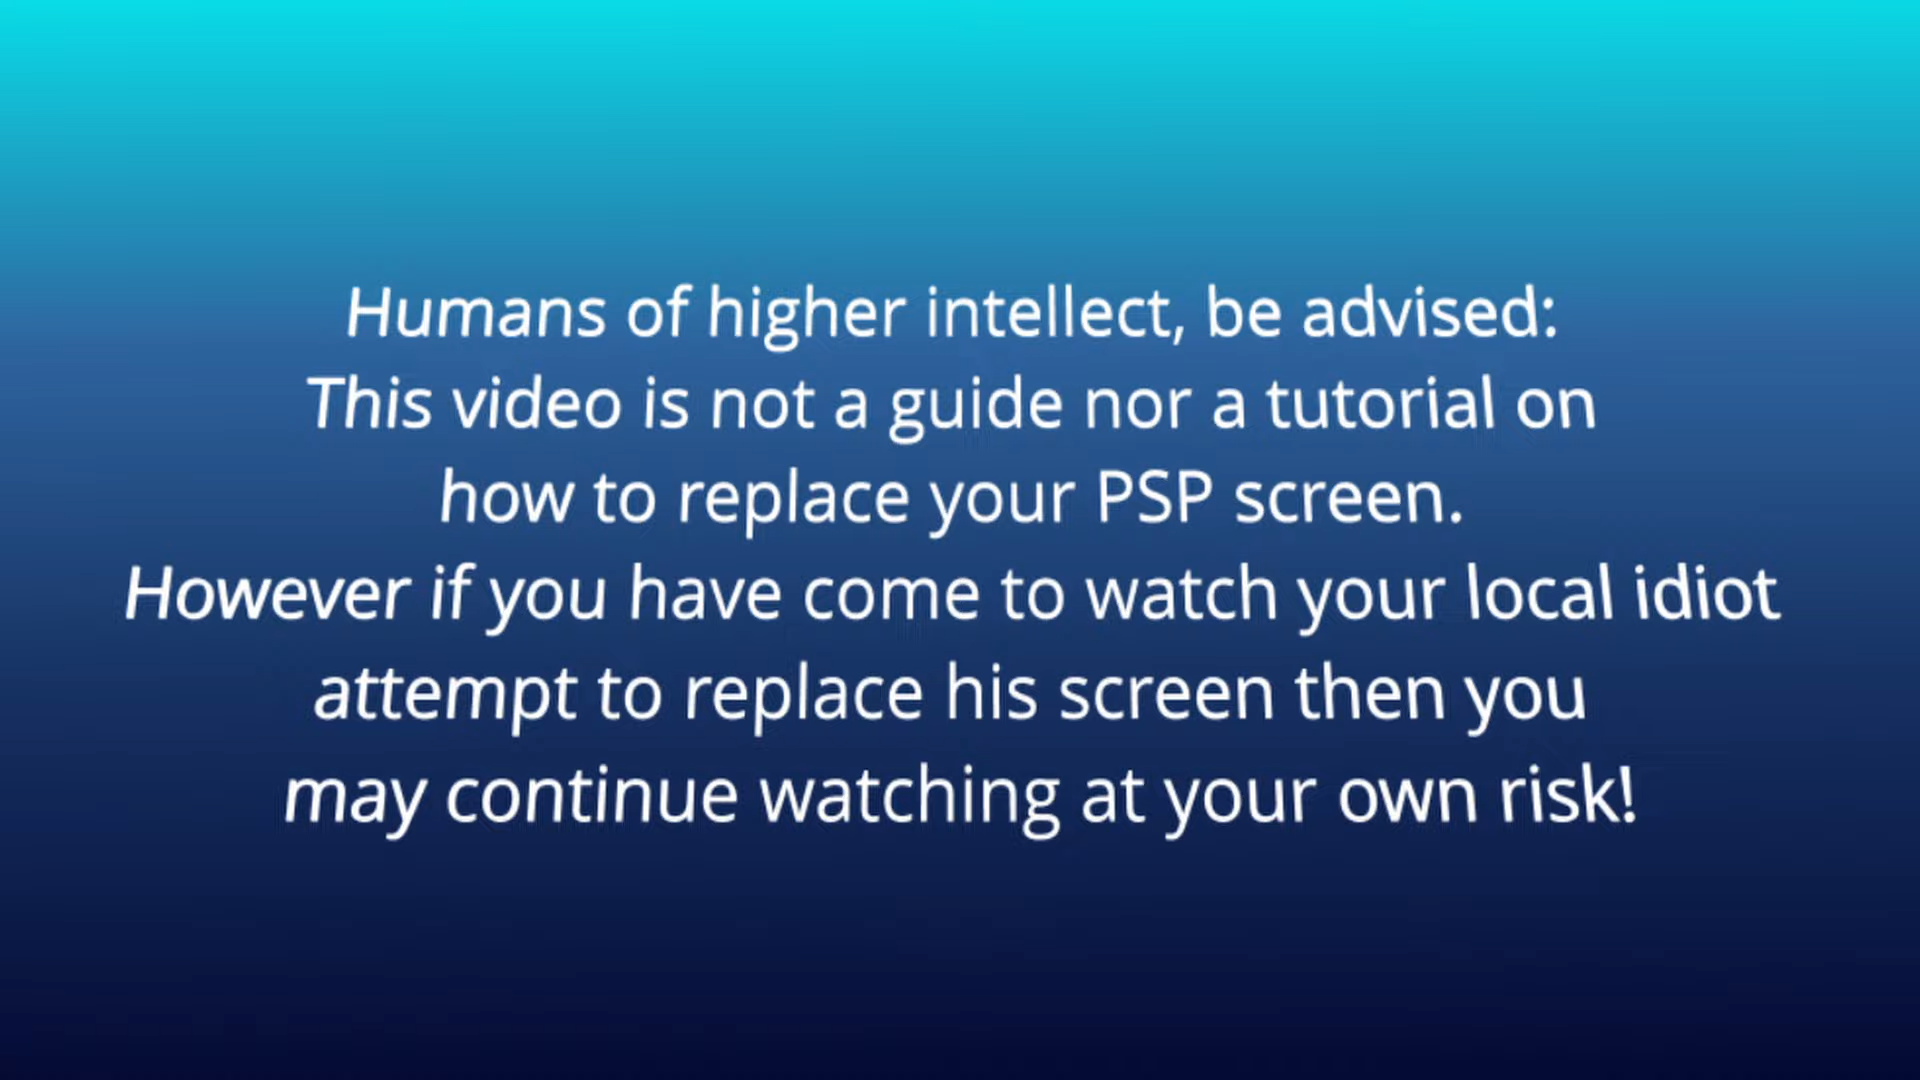 Humans of higher intellect, be advised:
This video is not a guide nor a tutorial on
how to replace your PSP screen.
However if you have come to watch your local idiot
attempt to replace his screen then you
may continue watching at your own risk!